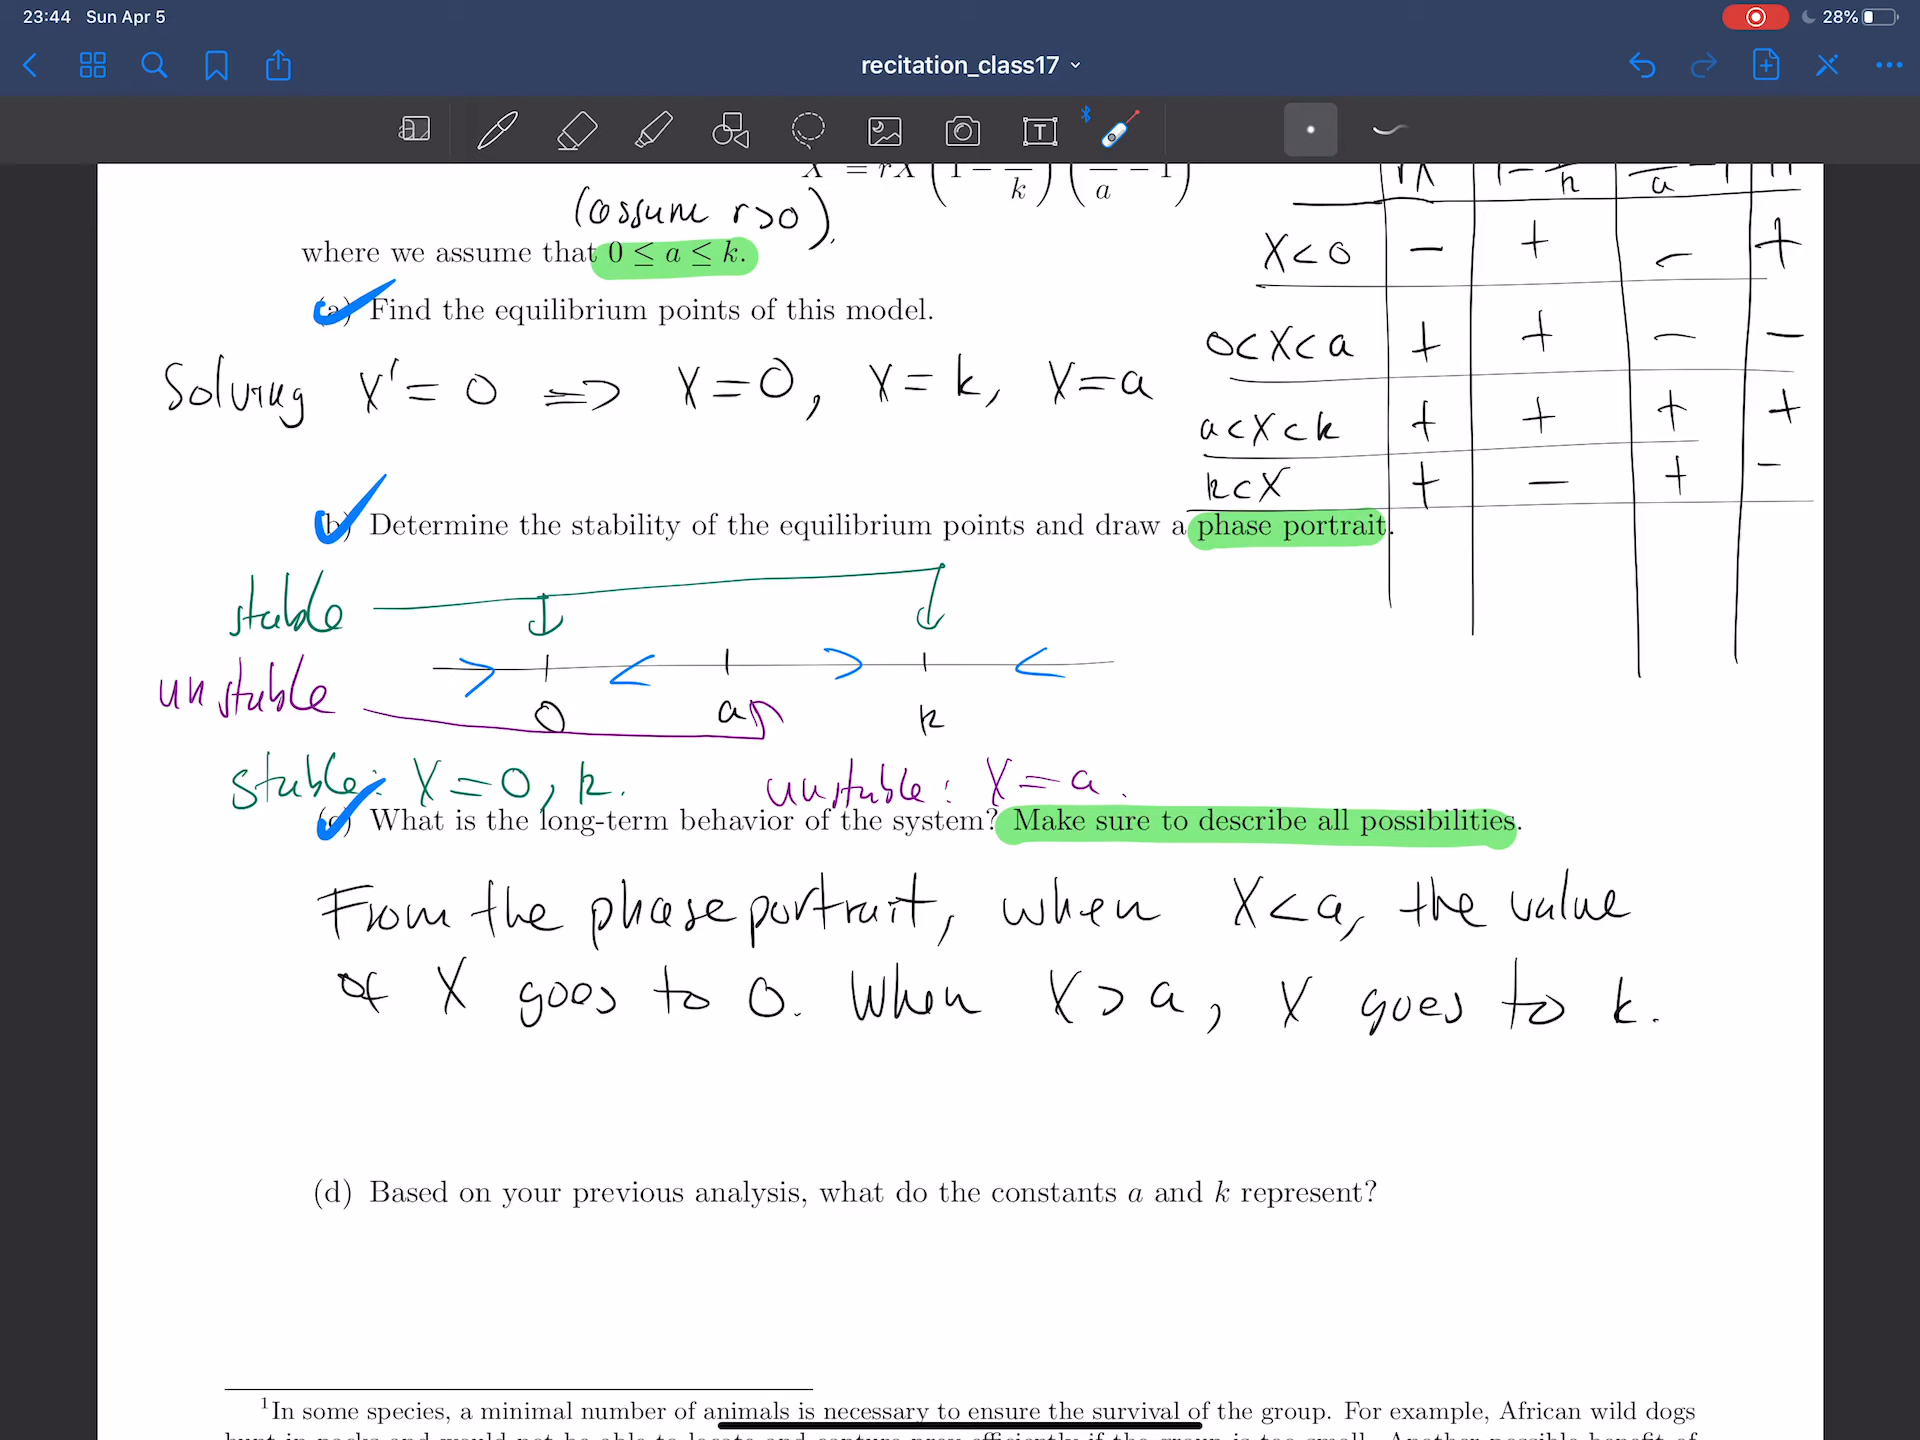 23:44 Sun Apr 5
28%
recitation_class17
T
(assume r>0).
k a
where we assume that 0 ≤ a ≤ k.
(a) Find the equilibrium points of this model.
Solving X' = 0 => X=0, X=k, X=a
X<0 - + - +
0<X<a + + - -
a<X<k + + + +
k<X + - + -
(b) Determine the stability of the equilibrium points and draw a phase portrait.
stable
unstable
0 a k
stable: X=0, k. unstable: X=a.
(c) What is the long-term behavior of the system? Make sure to describe all possibilities.
From the phase portrait, when X<a, the value
of X goes to 0. When X>a, X goes to k.
(d) Based on your previous analysis, what do the constants a and k represent?
1 In some species, a minimal number of animals is necessary to ensure the survival of the group. For example, African wild dogs